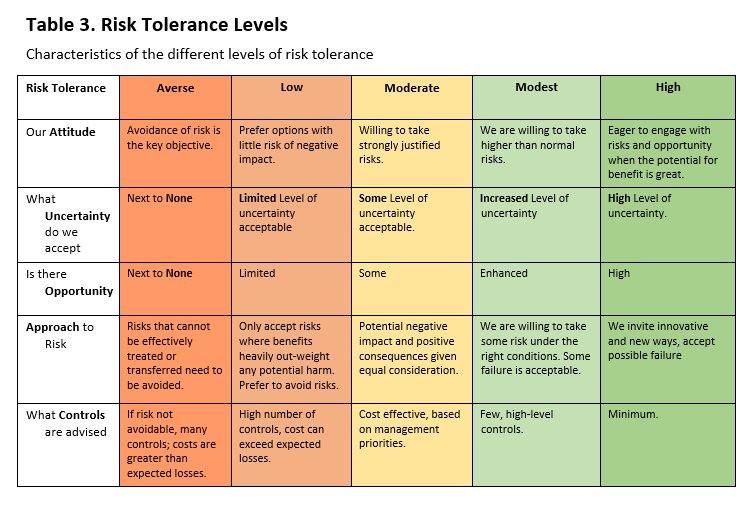 Table 3. Risk Tolerance Levels
Characteristics of the different levels of risk tolerance
Risk Tolerance
Averse
Low
Moderate
Modest
High
Our Attitude
Avoidance of risk is
the key objective.
Prefer options with
little risk of negative
impact.
Willing to take
strongly justified
risks.
We are willing to take
higher than normal
risks.
Eager to engage with
risks and opportunity
when the potential for
benefit is great.
What
Uncertainty
do we
accept
Next to None
Limited Level of
uncertainty
acceptable
Some Level of
uncertainty
acceptable.
Increased Level of
uncertainty
High Level of
uncertainty.
Is there
Opportunity
Next to None
Limited
Some
Enhanced
High
Approach to
Risk
Risks that cannot
be effectively
treated or
transferred need to
be avoided.
Only accept risks
where benefits
heavily out-weight
any potential harm.
Prefer to avoid risks.
Potential negative
impact and positive
consequences given
equal consideration.
We are willing to take
some risk under the
right conditions. Some
failure is acceptable.
We invite innovative
and new ways, accept
possible failure
What Controls
are advised
If risk not
avoidable, many
controls; costs are
greater than
expected losses.
High number of
controls, cost can
exceed expected
losses.
Cost effective, based
on management
priorities.
Few, high-level
controls.
Minimum.